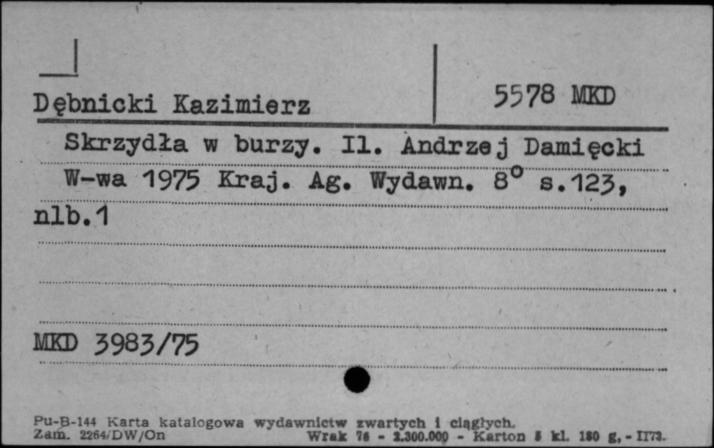 Dębnicki Kazimierz
5578 MKD
Skrzydła w burzy. Il. Andrzej Damięcki
W-wa 1975 Kraj. Ag. Wydawn. 8° s.123,
nlb.1
MKD 3983/75
Pu-B-144 Karta katalogowa wydawnictw zwartych i ciągłych.
Zam. 2264/DW/On Wrak 76 - 2.300.000 - Karton 5 kl. 180 g, -